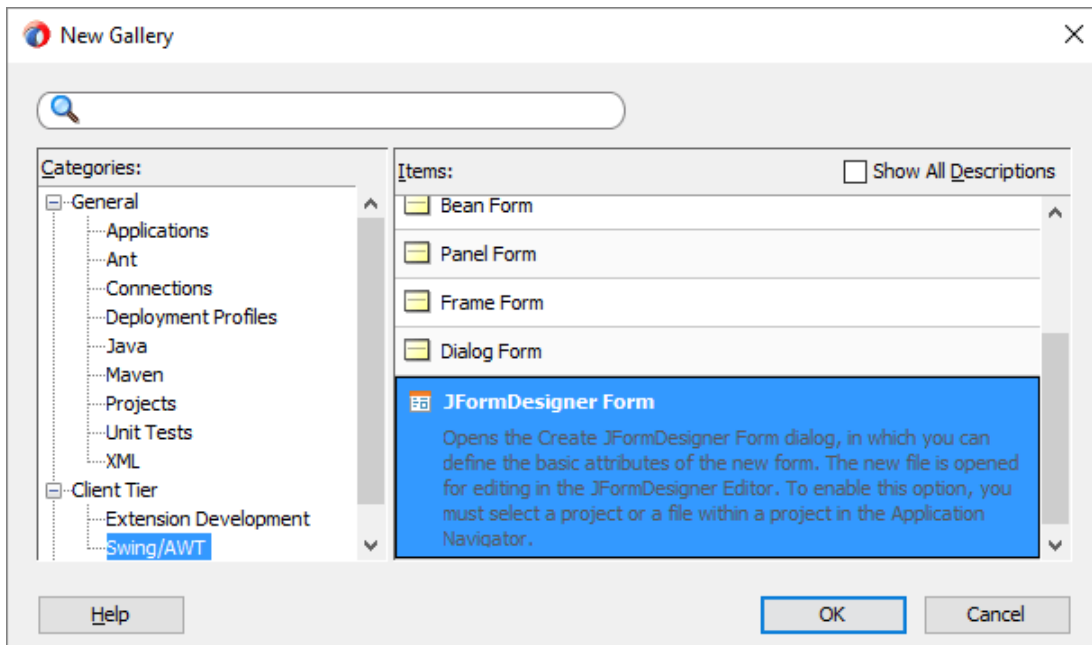 New Gallery
Categories:
General
Applications
Ant
Connections
Deployment Profiles
Java
Maven
Projects
Unit Tests
XML
Client Tier
Extension Development
Swing/AWT
Items:
Show All Descriptions
Bean Form
Panel Form
Frame Form
Dialog Form
JFormDesigner Form
Opens the Create JFormDesigner Form dialog, in which you can
define the basic attributes of the new form. The new file is opened
for editing in the JFormDesigner Editor. To enable this option, you
must select a project or a file within a project in the Application
Navigator.
Help
OK
Cancel